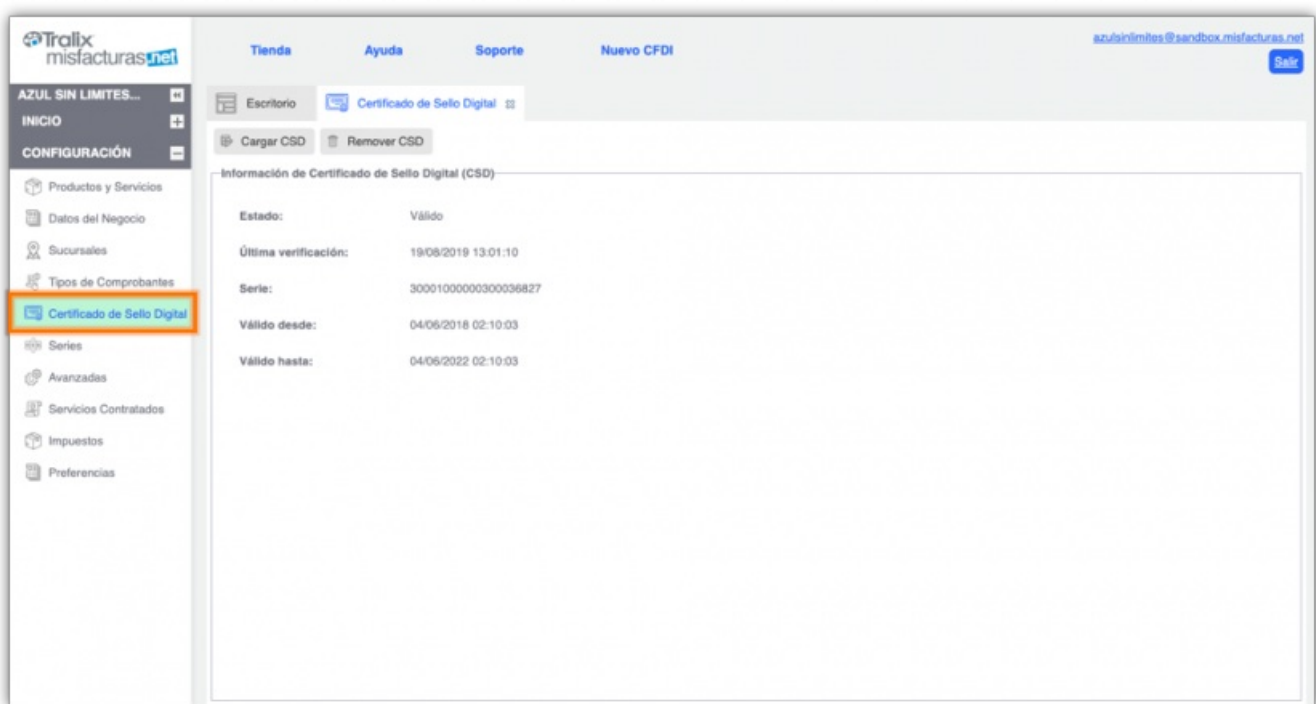 Tralix
misfacturas.net
Tienda Ayuda Soporte Nuevo CFDI
azulsinlimites@sandbox.misfacturas.net
Salir
AZUL SIN LIMITES...
INICIO
CONFIGURACIÓN
Productos y Servicios
Datos del Negocio
Sucursales
Tipos de Comprobantes
Certificado de Sello Digital
Series
Avanzadas
Servicios Contratados
Impuestos
Preferencias
Escritorio Certificado de Sello Digital
Cargar CSD Remover CSD
Información de Certificado de Sello Digital (CSD)
Estado: Válido
Última verificación: 19/08/2019 13:01:10
Serie: 30001000000300036827
Válido desde: 04/06/2018 02:10:03
Válido hasta: 04/06/2022 02:10:03